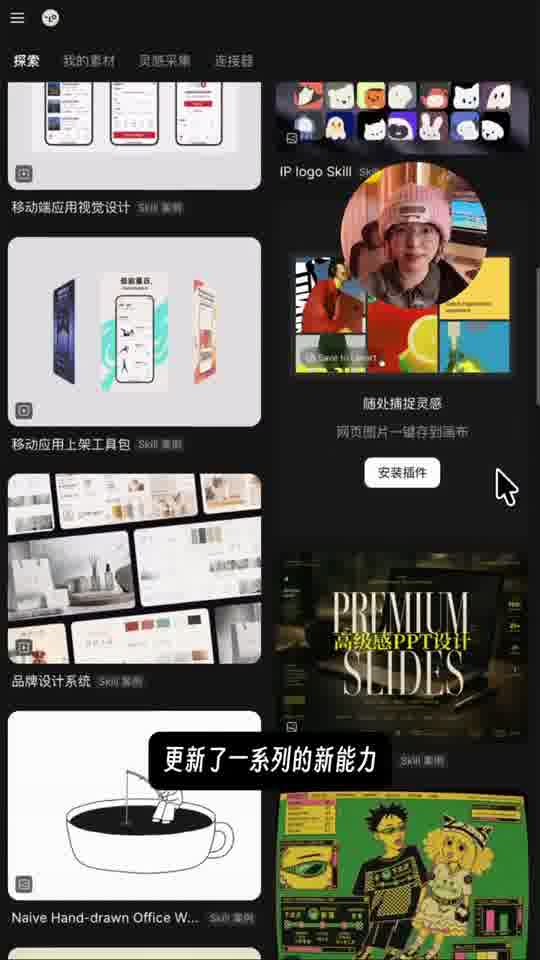 探索 我的素材 灵感采集 连接器
移动端应用视觉设计 Skill 案例
IP logo Skill
移动应用上架工具包 Skill 案例
随处捕捉灵感
网页图片一键存到画布
安装插件
品牌设计系统 Skill 案例
PREMIUM
高级感PPT设计
SLIDES
Skill 案例
更新了一系列的新能力
Naive Hand-drawn Office W... Skill 案例